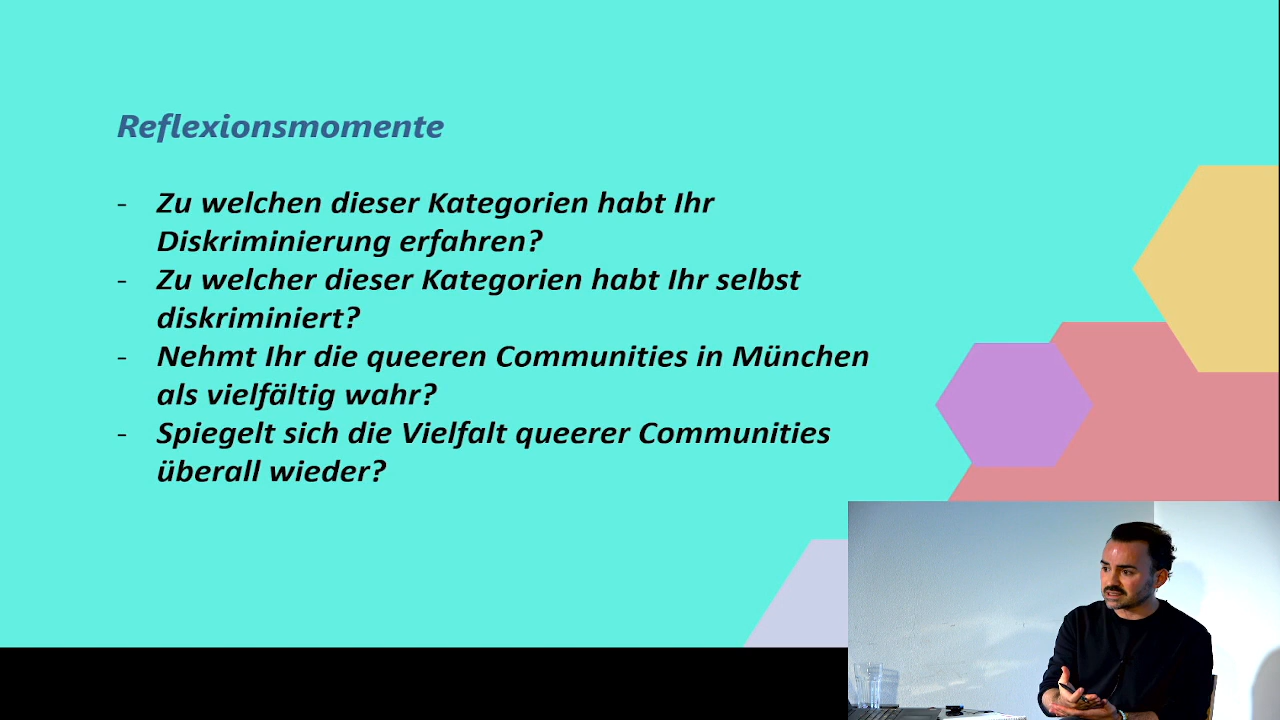 Reflexionsmomente
- Zu welchen dieser Kategorien habt Ihr
Diskriminierung erfahren?
- Zu welcher dieser Kategorien habt Ihr selbst
diskriminiert?
- Nehmt Ihr die queeren Communities in München
als vielfältig wahr?
- Spiegelt sich die Vielfalt queerer Communities
überall wieder?